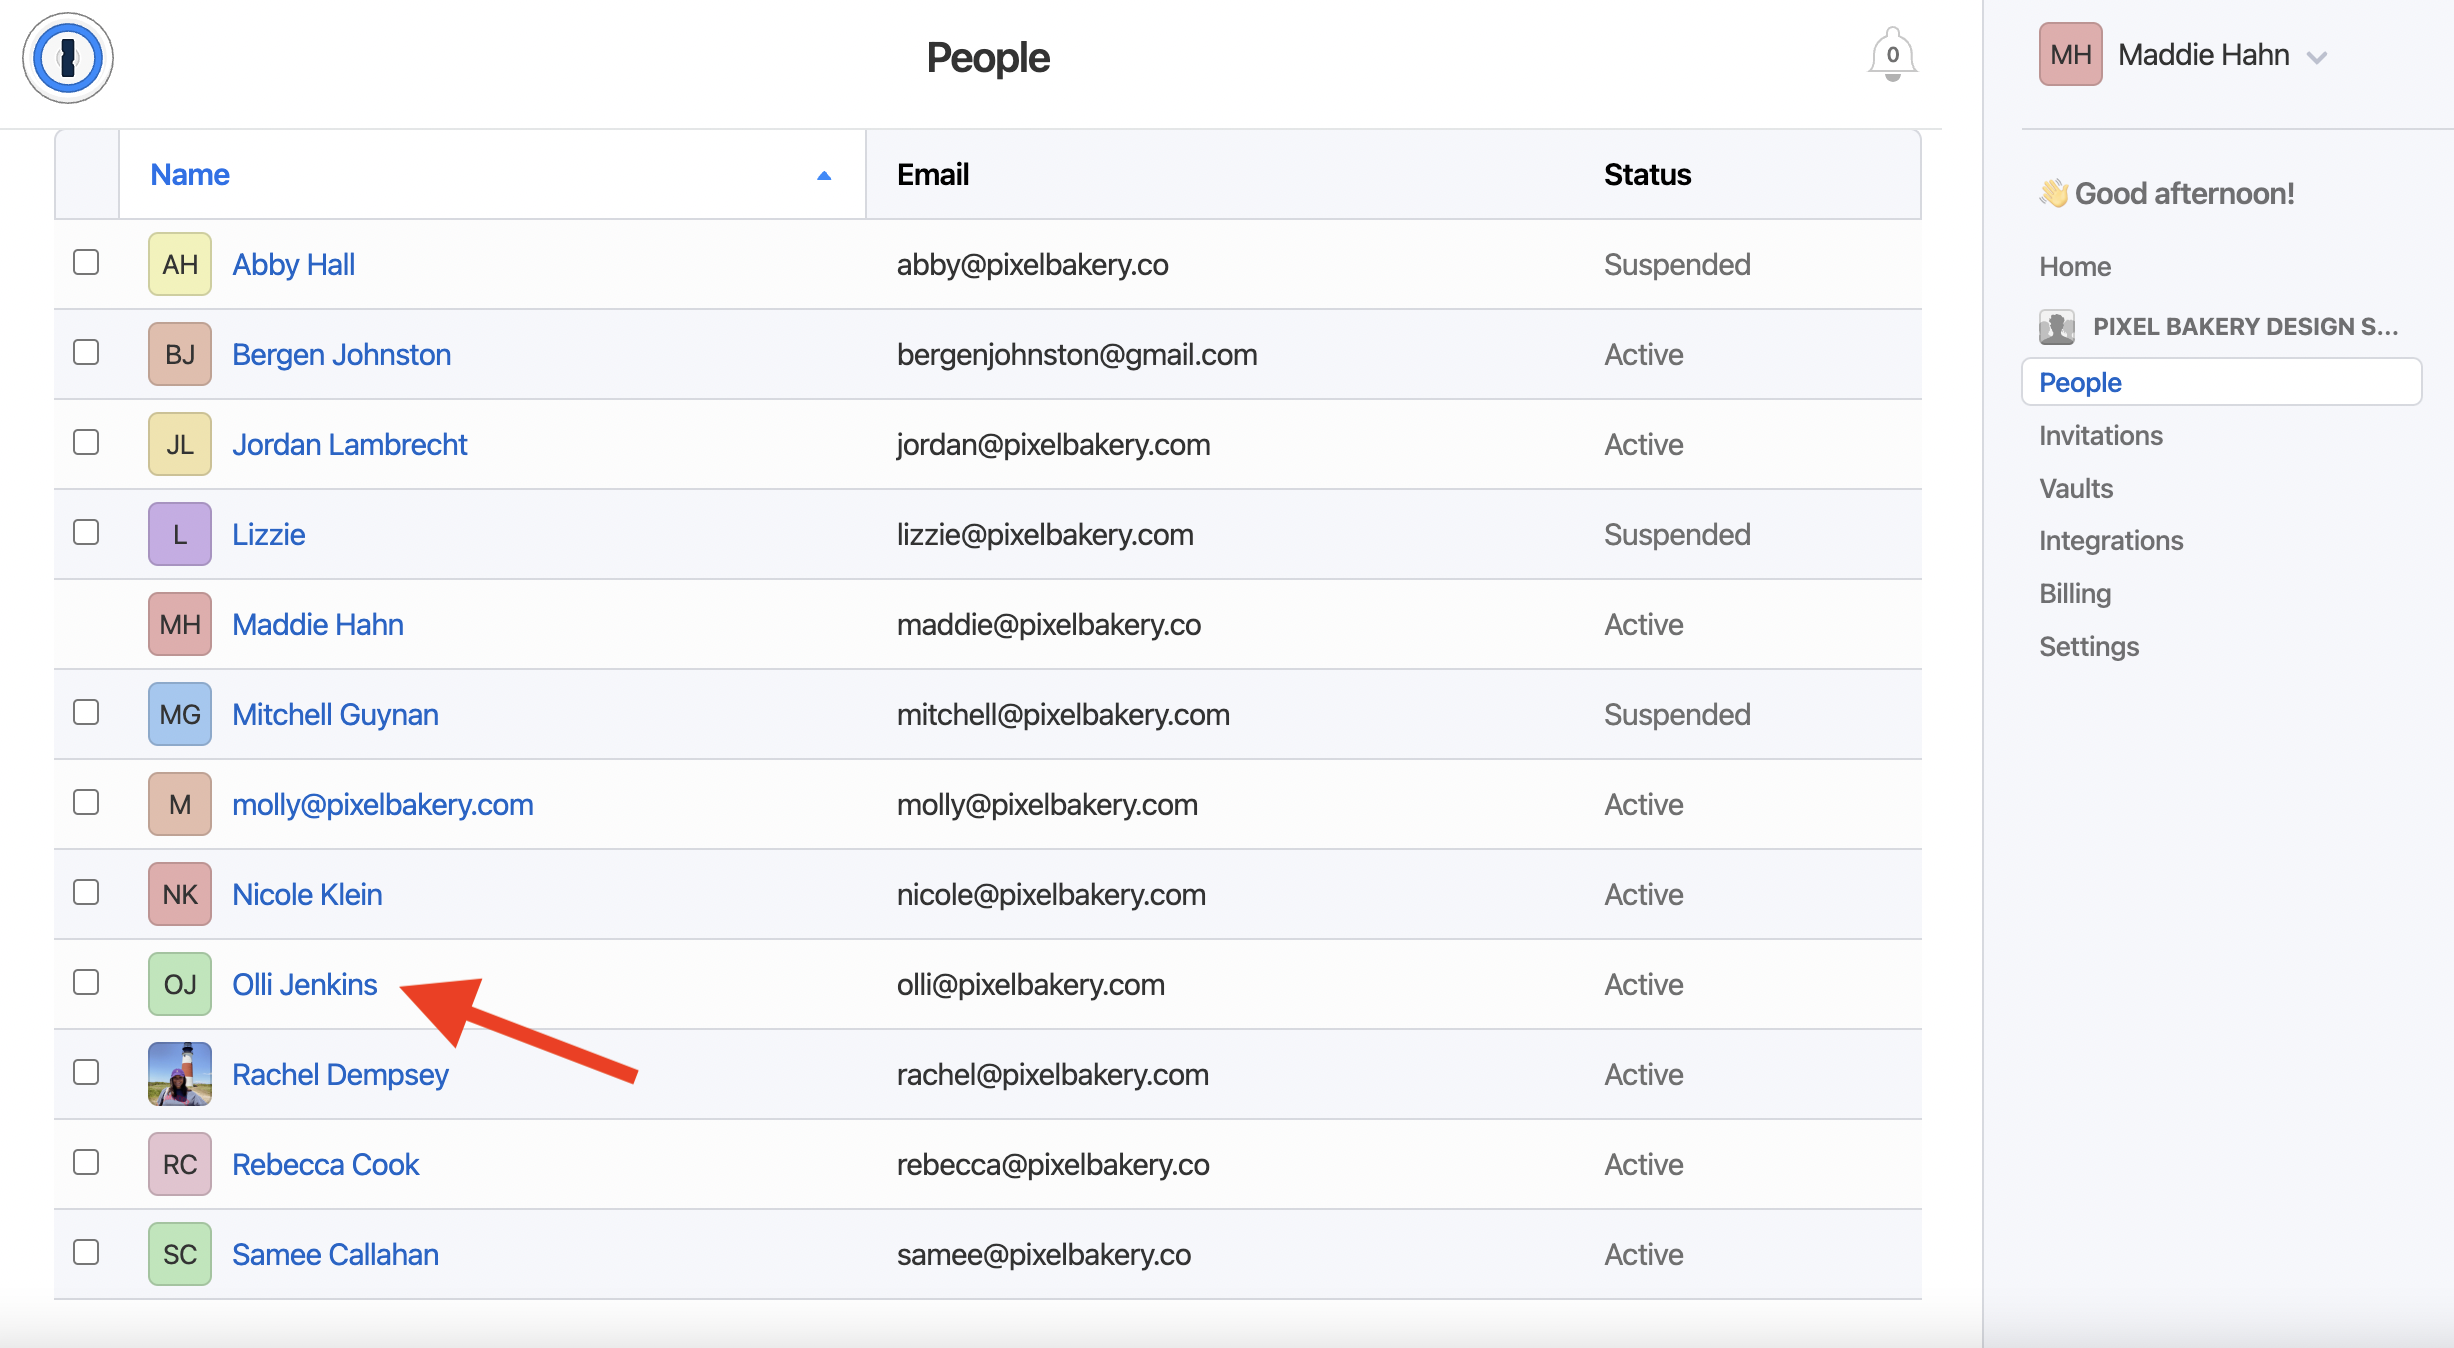 People
0
MH Maddie Hahn
Name Email Status
AH Abby Hall abby@pixelbakery.co Suspended
BJ Bergen Johnston bergenjohnston@gmail.com Active
JL Jordan Lambrecht jordan@pixelbakery.com Active
L Lizzie lizzie@pixelbakery.com Suspended
MH Maddie Hahn maddie@pixelbakery.co Active
MG Mitchell Guynan mitchell@pixelbakery.com Suspended
M molly@pixelbakery.com molly@pixelbakery.com Active
NK Nicole Klein nicole@pixelbakery.com Active
OJ Olli Jenkins olli@pixelbakery.com Active
Rachel Dempsey rachel@pixelbakery.com Active
RC Rebecca Cook rebecca@pixelbakery.co Active
SC Samee Callahan samee@pixelbakery.co Active
👋 Good afternoon!
Home
PIXEL BAKERY DESIGN S...
People
Invitations
Vaults
Integrations
Billing
Settings